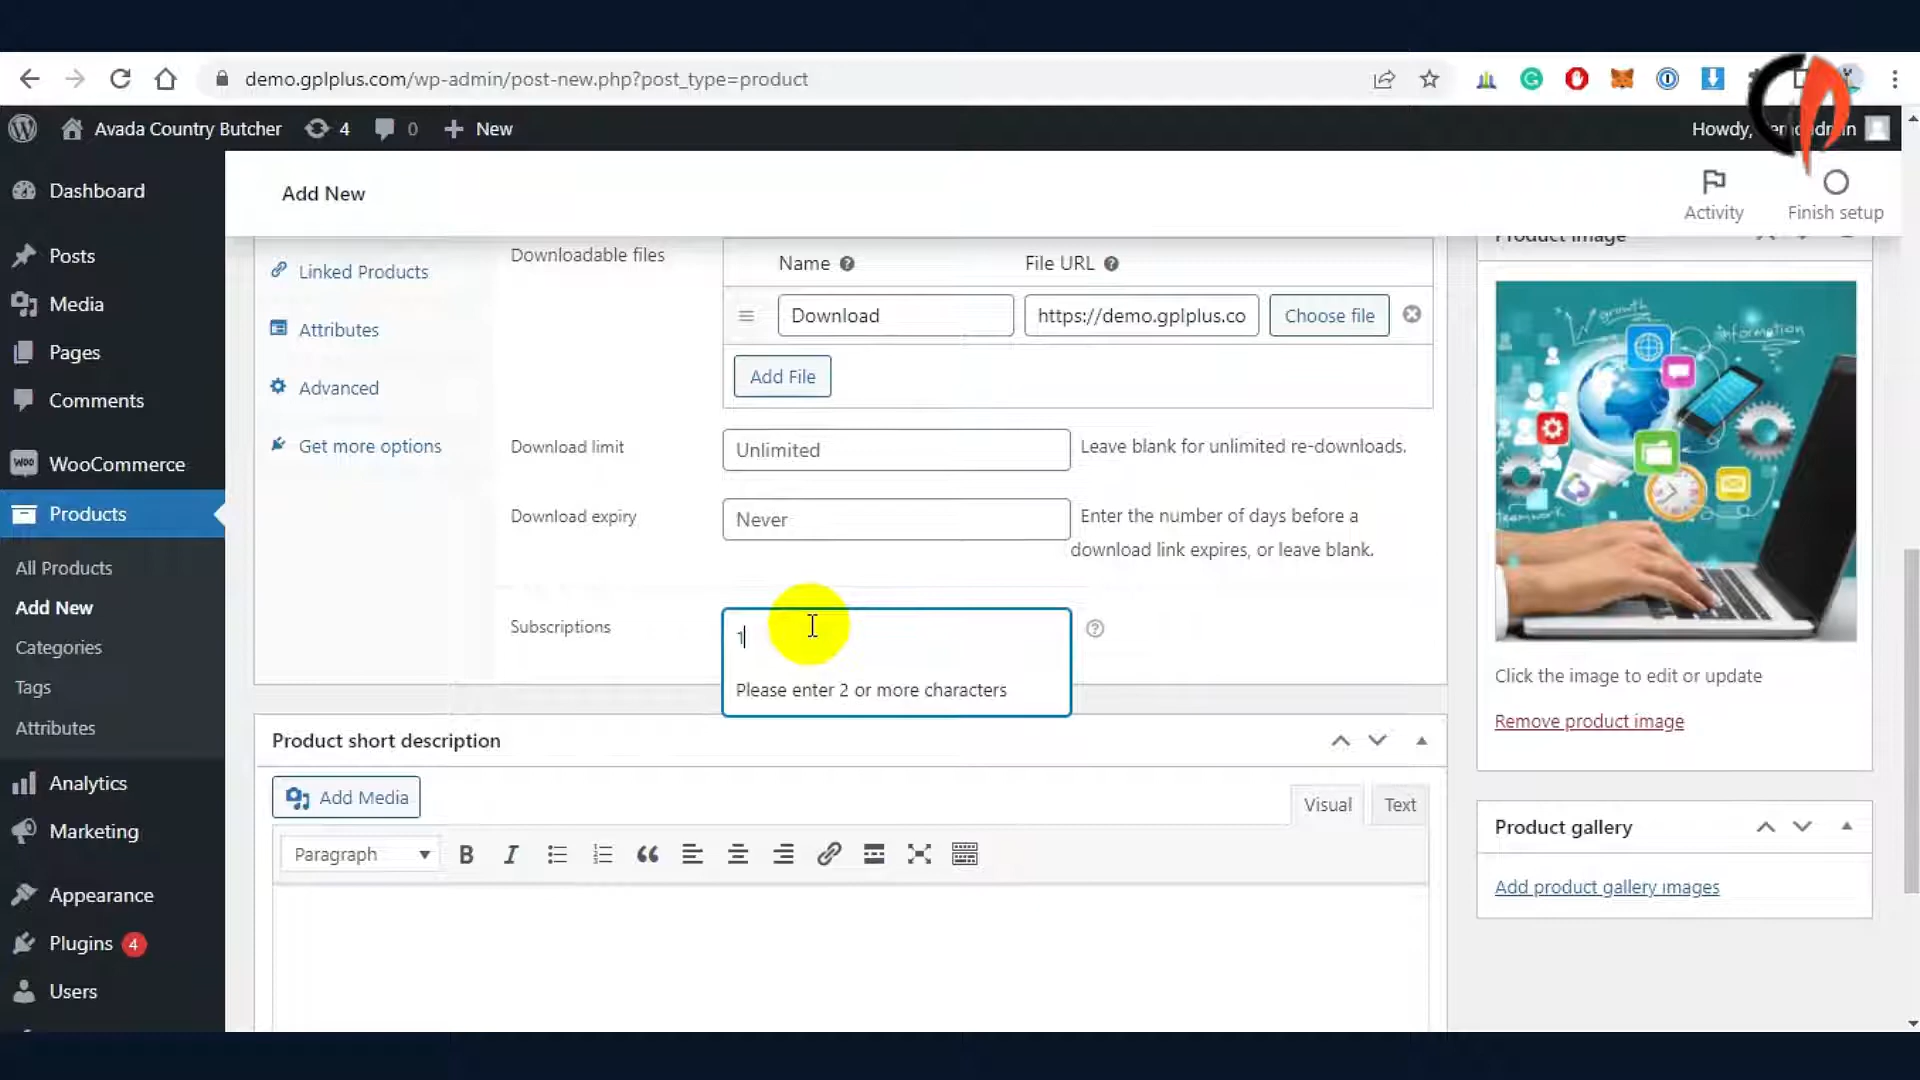 demo.gplplus.com/wp-admin/post-new.php?post_type=product
Avada Country Butcher
4
0
New
Howdy,
Add New
Activity
Finish setup
Dashboard
Posts
Media
Pages
Comments
WooCommerce
Products
All Products
Add New
Categories
Tags
Attributes
Analytics
Marketing
Appearance
Plugins 4
Users
Linked Products
Attributes
Advanced
Get more options
Downloadable files
Name
File URL
Download
https://demo.gplplus.co
Choose file
Add File
Download limit
Unlimited
Leave blank for unlimited re-downloads.
Download expiry
Never
Enter the number of days before a
download link expires, or leave blank.
Subscriptions
1
Please enter 2 or more characters
Product short description
Add Media
Visual
Text
Paragraph
Product image
growth
information
teamwork
Click the image to edit or update
Remove product image
Product gallery
Add product gallery images